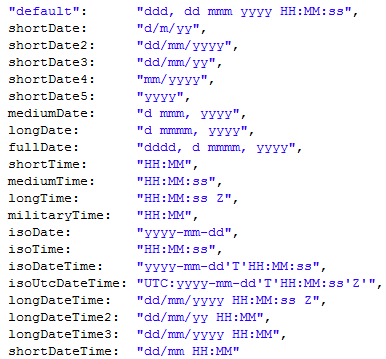 "default": "ddd, dd mmm yyyy HH:MM:ss",
shortDate: "d/m/yy",
shortDate2: "dd/mm/yyyy",
shortDate3: "dd/mm/yy",
shortDate4: "mm/yyyy",
shortDate5: "yyyy",
mediumDate: "d mmm, yyyy",
longDate: "d mmmm, yyyy",
fullDate: "dddd, d mmmm, yyyy",
shortTime: "HH:MM",
mediumTime: "HH:MM:ss",
longTime: "HH:MM:ss Z",
militaryTime: "HH:MM",
isoDate: "yyyy-mm-dd",
isoTime: "HH:MM:ss",
isoDateTime: "yyyy-mm-dd'T'HH:MM:ss",
isoUtcDateTime: "UTC:yyyy-mm-dd'T'HH:MM:ss'Z'",
longDateTime: "dd/mm/yyyy HH:MM:ss Z",
longDateTime2: "dd/mm/yy HH:MM",
longDateTime3: "dd/mm/yyyy HH:MM",
shortDateTime: "dd/mm HH:MM"